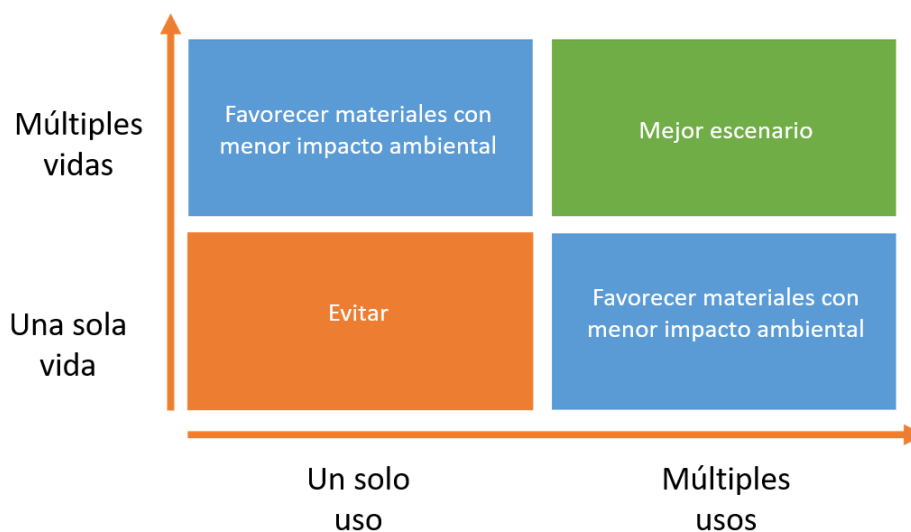 Múltiples
vidas
Favorecer materiales con
menor impacto ambiental
Mejor escenario
Una sola
vida
Evitar
Favorecer materiales con
menor impacto ambiental
Un solo
uso
Múltiples
usos